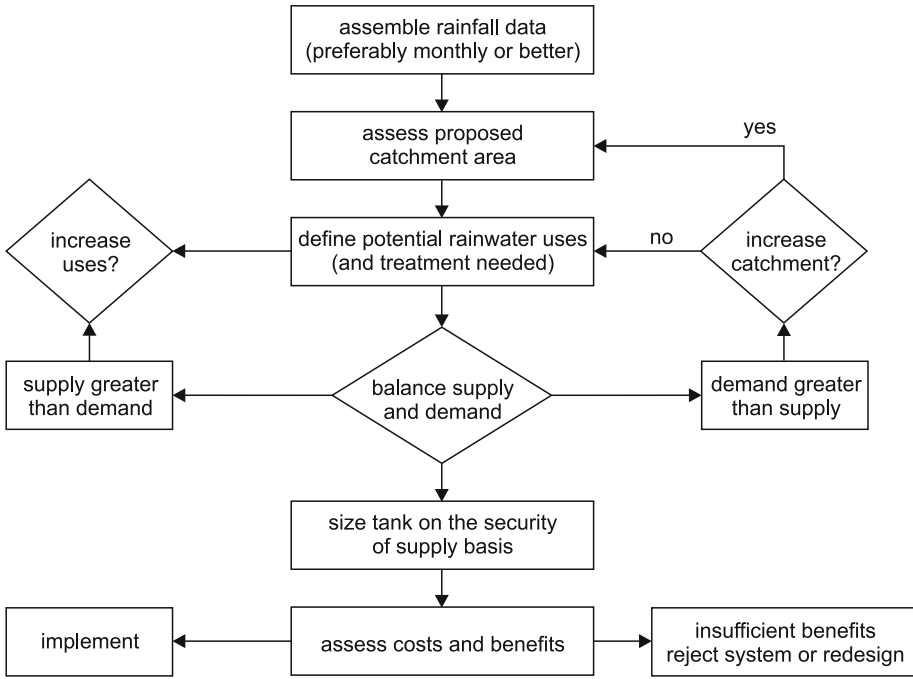 assemble rainfall data
(preferably monthly or better)
assess proposed
catchment area
yes
increase
uses?
define potential rainwater uses
(and treatment needed)
no
increase
catchment?
supply greater
than demand
balance supply
and demand
demand greater
than supply
size tank on the security
of supply basis
implement
assess costs and benefits
insufficient benefits
reject system or redesign